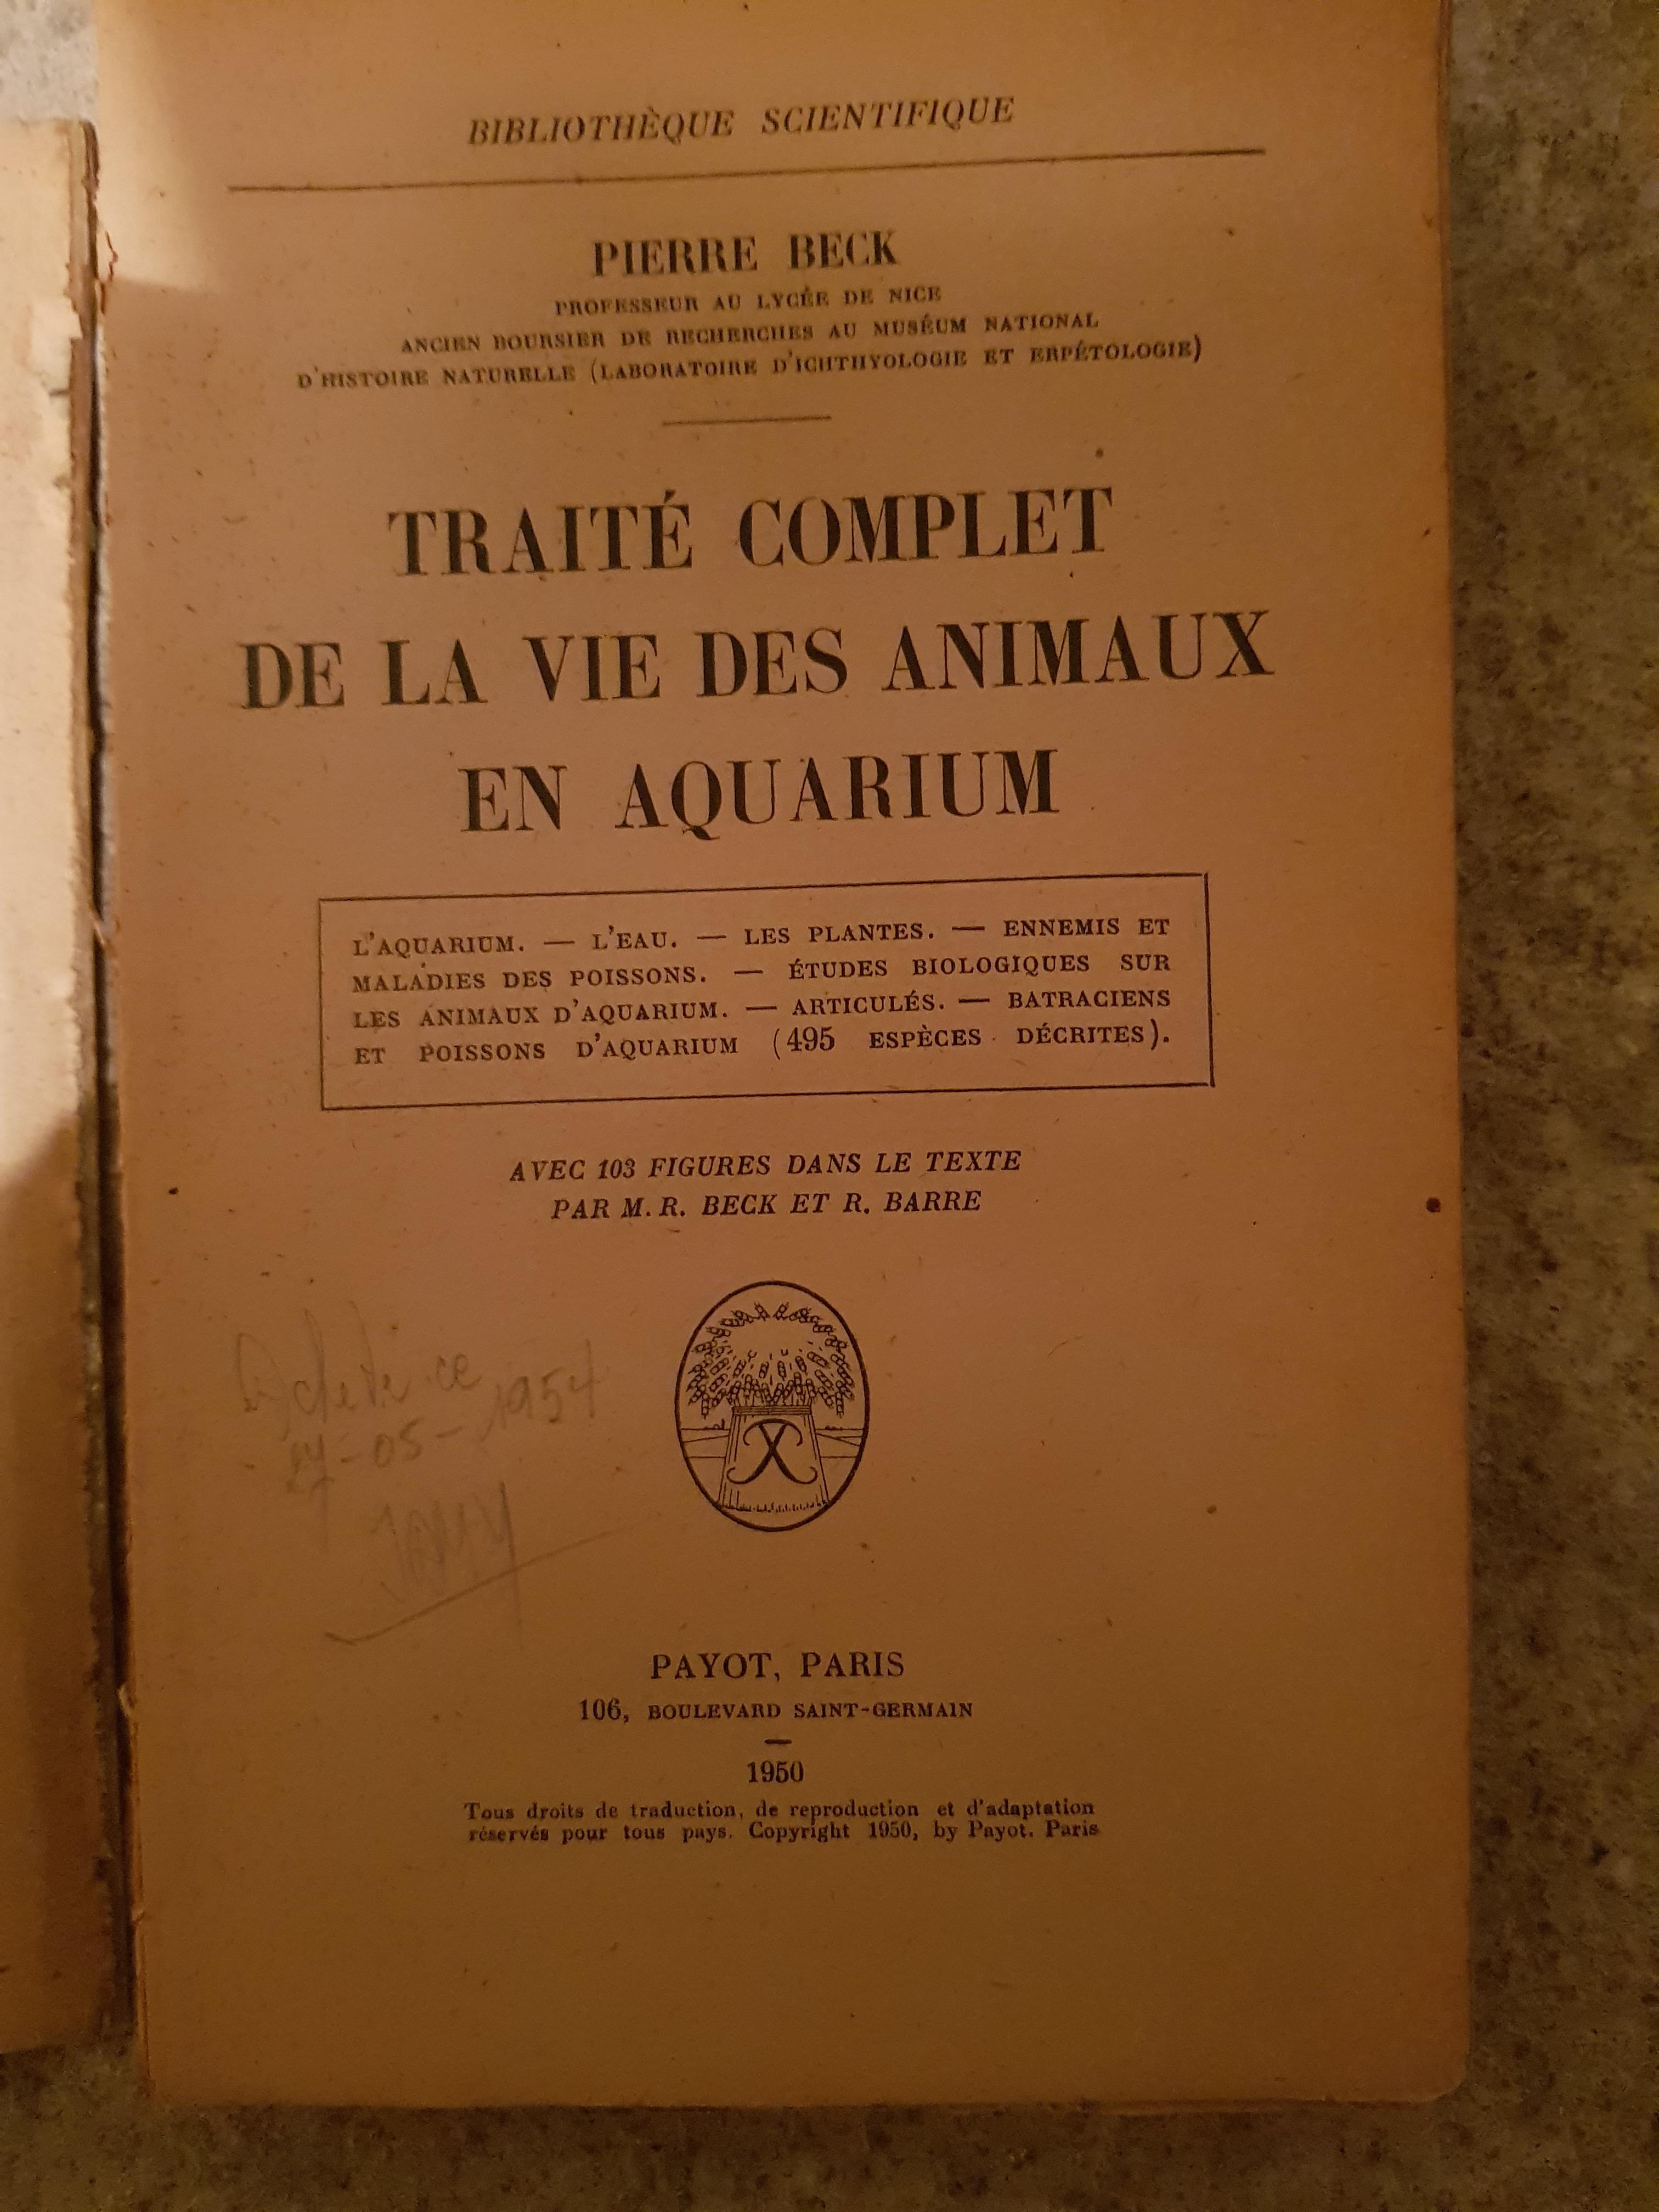 BIBLIOTHÈQUE SCIENTIFIQUE
PIERRE BECK
PROFESSEUR AU LYCÉE DE NICE
ANCIEN BOURSIER DE RECHERCHES AU MUSÉUM NATIONAL
D'HISTOIRE NATURELLE (LABORATOIRE D'ICHTHYOLOGIE ET ERPÉTOLOGIE)
TRAITÉ COMPLET
DE LA VIE DES ANIMAUX
EN AQUARIUM
L'AQUARIUM. — L'EAU. — LES PLANTES. — ENNEMIS ET
MALADIES DES POISSONS. — ÉTUDES BIOLOGIQUES SUR
LES ANIMAUX D'AQUARIUM. — ARTICULÉS. — BATRACIENS
ET POISSONS D'AQUARIUM (495 ESPÈCES DÉCRITES).
AVEC 103 FIGURES DANS LE TEXTE
PAR M. R. BECK ET R. BARRE
ce
-05-1954
PAYOT, PARIS
106, BOULEVARD SAINT-GERMAIN
1950
Tous droits de traduction, de reproduction et d'adaptation
réservés pour tous pays. Copyright 1950, by Payot. Paris